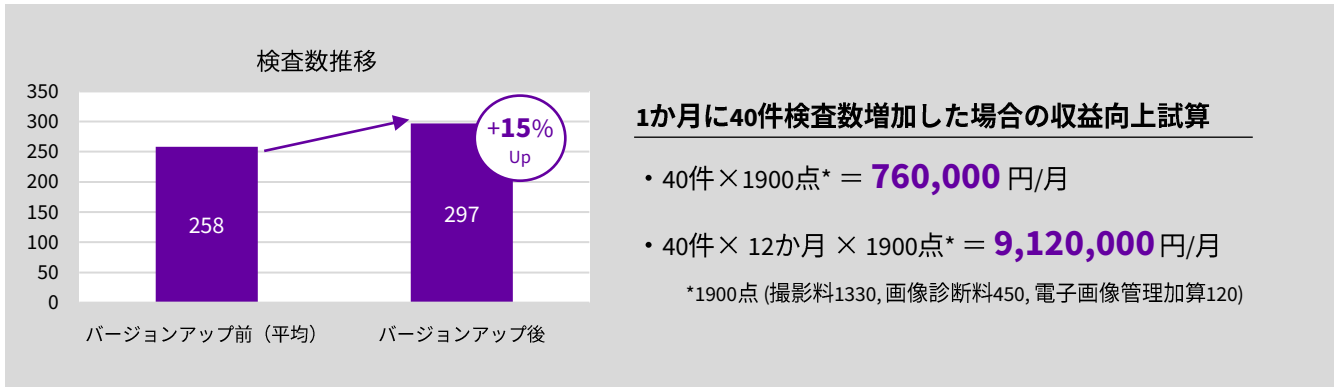 検査数推移
350
300
250
200
150
100
50
0
258
297
+15%
Up
バージョンアップ前（平均）
バージョンアップ後
1か月に40件検査数増加した場合の収益向上試算
・40件×1900点* ＝ 760,000 円/月
・40件× 12か月 × 1900点* ＝ 9,120,000 円/月
*1900点 (撮影料1330, 画像診断料450, 電子画像管理加算120)